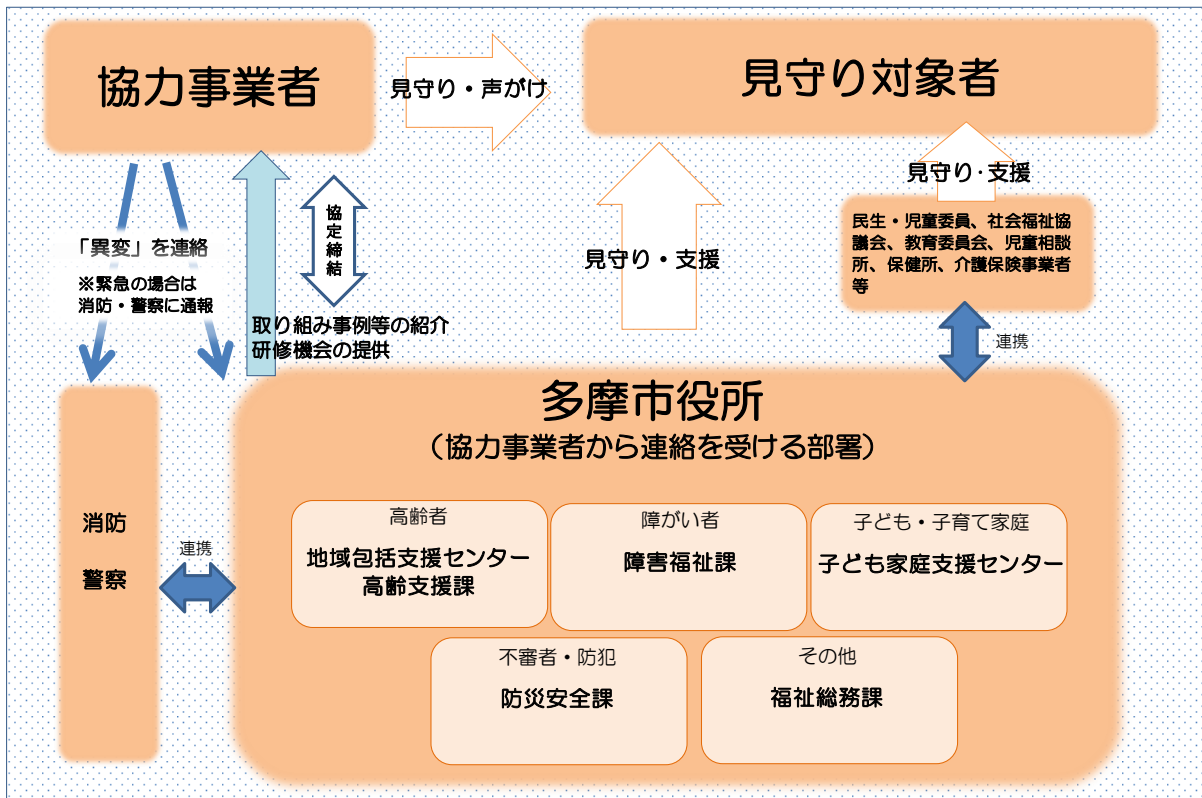 協力事業者
見守り・声がけ
見守り対象者
「異変」を連絡
※緊急の場合は
消防・警察に通報
協定締結
取り組み事例等の紹介
研修機会の提供
見守り・支援
見守り・支援
民生・児童委員、社会福祉協
議会、教育委員会、児童相談
所、保健所、介護保険事業者
等
連携
多摩市役所
（協力事業者から連絡を受ける部署）
消防
警察
連携
高齢者
地域包括支援センター
高齢支援課
障がい者
障害福祉課
子ども・子育て家庭
子ども家庭支援センター
不審者・防犯
防災安全課
その他
福祉総務課